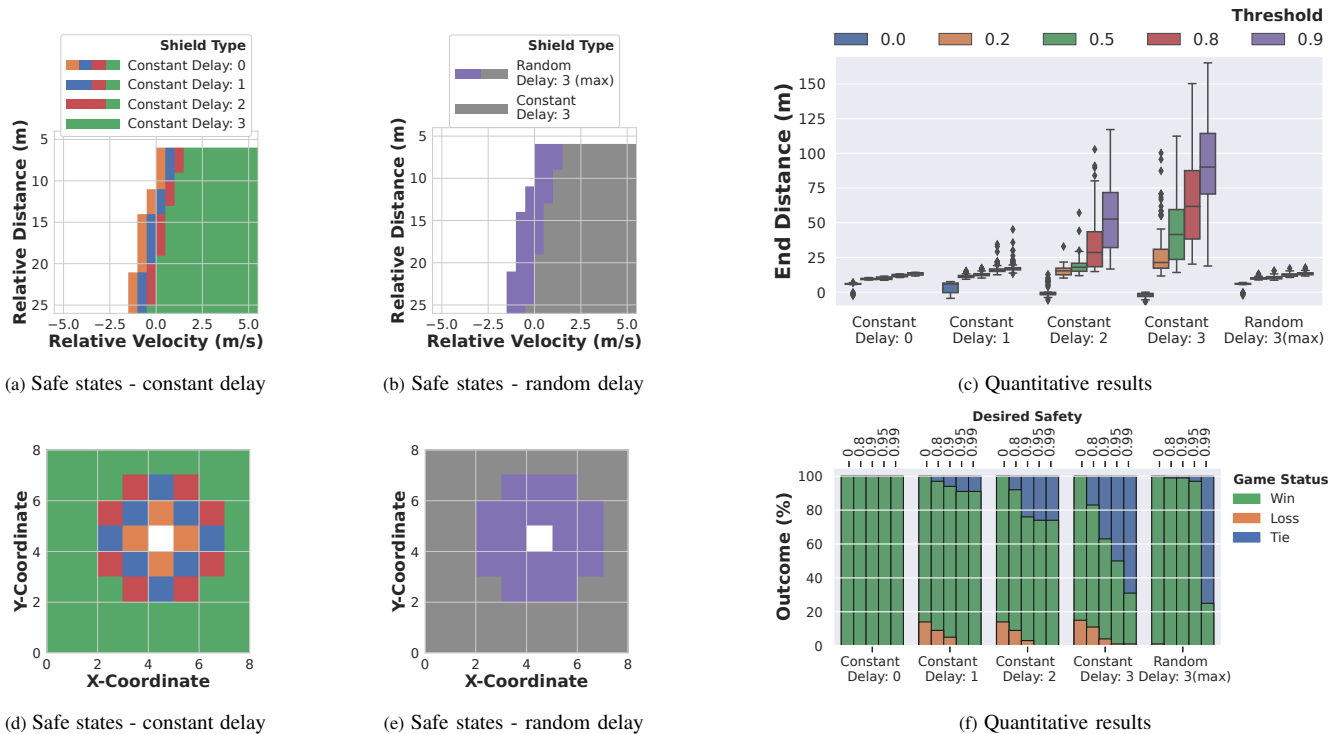 Shield Type
Constant Delay: 0
Constant Delay: 1
Constant Delay: 2
Constant Delay: 3
5
10
15
20
25
Relative Distance (m)
−5.0 −2.5 0.0 2.5 5.0
Relative Velocity (m/s)
(a) Safe states - constant delay
Shield Type
Random
Delay: 3 (max)
Constant
Delay: 3
5
10
15
20
25
Relative Distance (m)
−5.0 −2.5 0.0 2.5 5.0
Relative Velocity (m/s)
(b) Safe states - random delay
Threshold
0.0 0.2 0.5 0.8 0.9
150
125
100
75
50
25
0
End Distance (m)
Constant
Delay: 0
Constant
Delay: 1
Constant
Delay: 2
Constant
Delay: 3
Random
Delay: 3(max)
(c) Quantitative results
8
6
4
2
0
Y-Coordinate
0 2 4 6 8
X-Coordinate
(d) Safe states - constant delay
8
6
4
2
0
Y-Coordinate
0 2 4 6 8
X-Coordinate
(e) Safe states - random delay
Desired Safety
0 0.8 0.9 0.95 0.99
0 0.8 0.9 0.95 0.99
0 0.8 0.9 0.95 0.99
0 0.8 0.9 0.95 0.99
0 0.8 0.9 0.95 0.99
100
80
60
40
20
0
Outcome (%)
Constant
Delay: 0
Constant
Delay: 1
Constant
Delay: 2
Constant
Delay: 3
Random
Delay: 3(max)
Game Status
Win
Loss
Tie
(f) Quantitative results